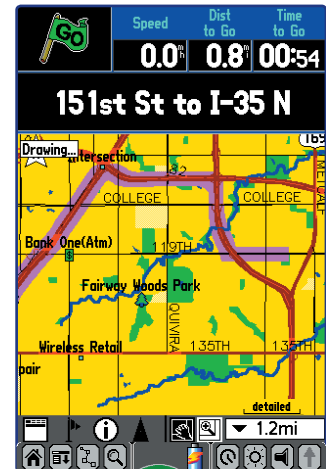 GO
Speed
Dist to Go
Time to Go
0.0 m/h
0.8 mi
00:54
151st St to I-35 N
Drawing...
169
Intersection
METCALF
COLLEGE
COLLEGE
Bank One(Atm)
$
119TH
Fairway Woods Park
QUIVIRA
Wireless Retail
135TH
135TH
pair
detailed
1.2mi